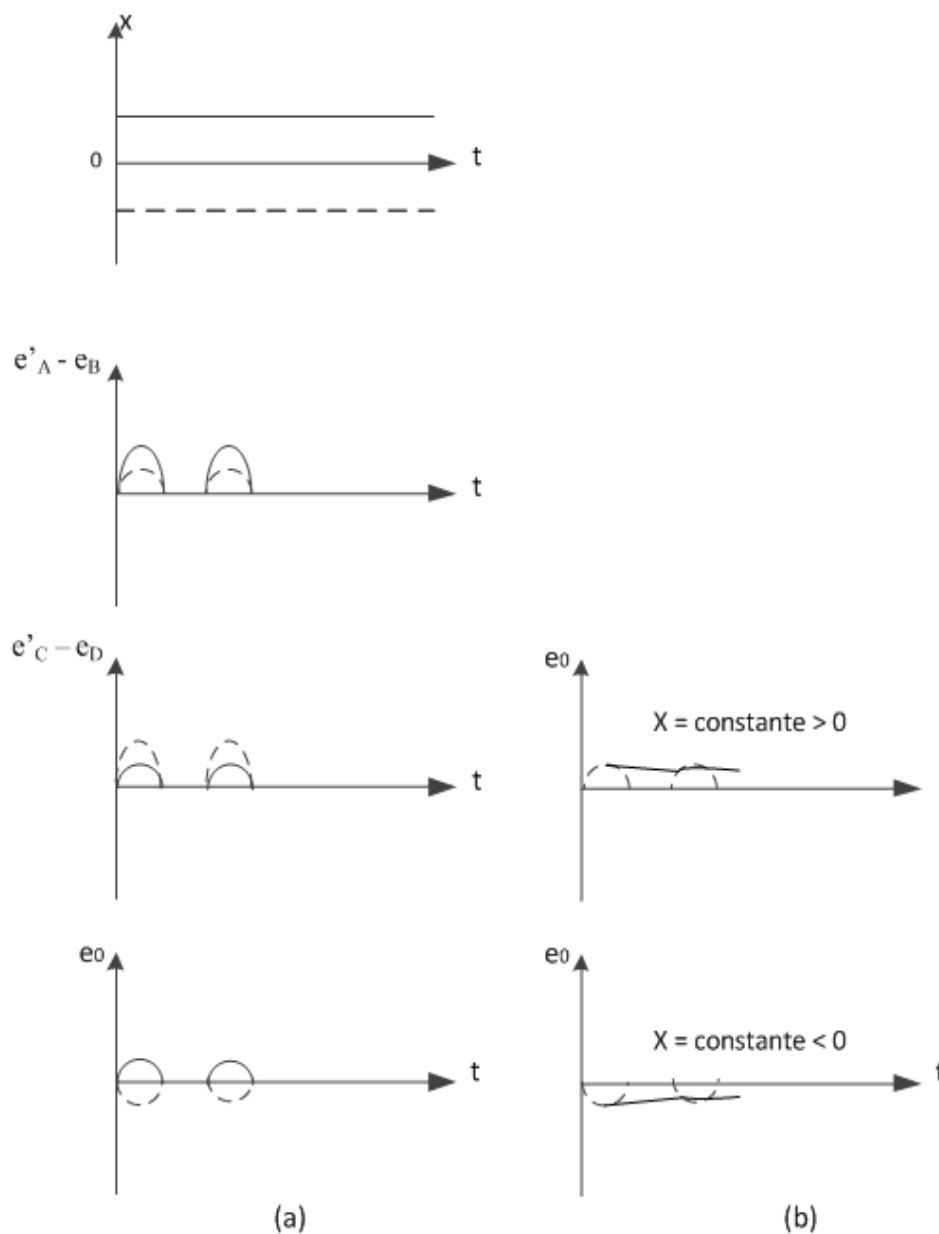 x
0
t
e’A - eB
t
e’C – eD
t
e0
X = constante > 0
e0
t
e0
X = constante < 0
t
(a)
(b)